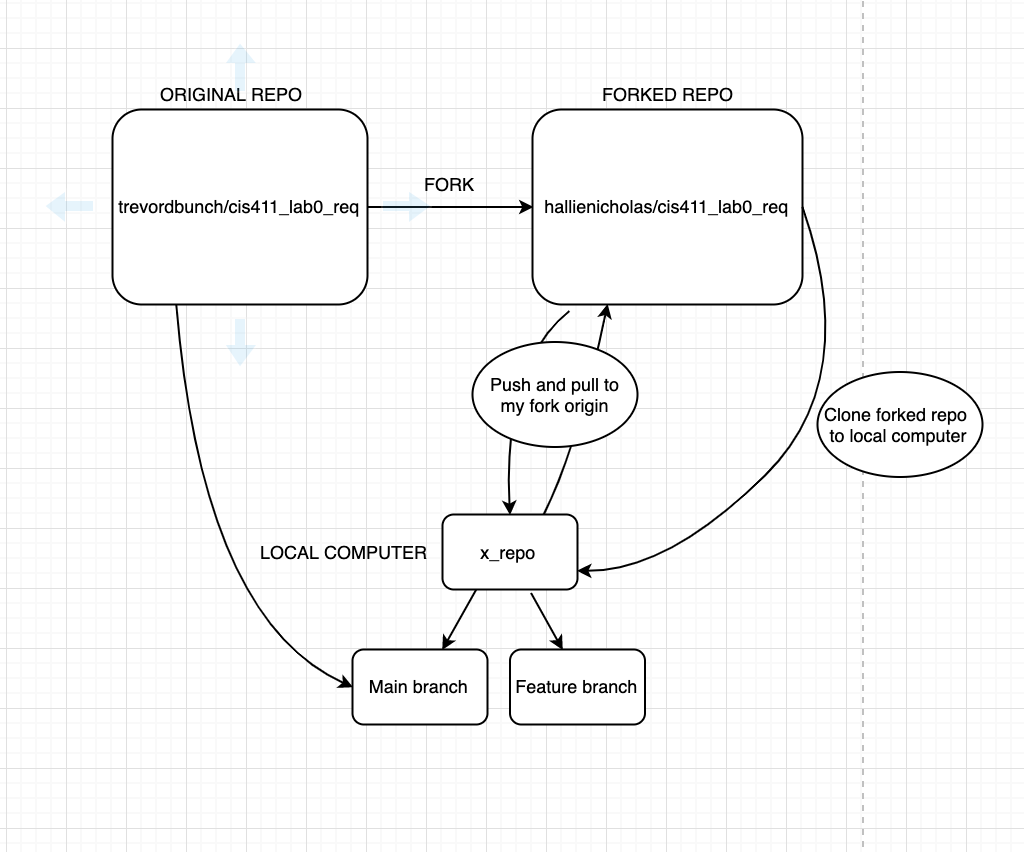 ORIGINAL REPO
FORKED REPO
trevordbunch/cis411_lab0_req
FORK
hallienicholas/cis411_lab0_req
Push and pull to
my fork origin
Clone forked repo
to local computer
LOCAL COMPUTER
x_repo
Main branch
Feature branch